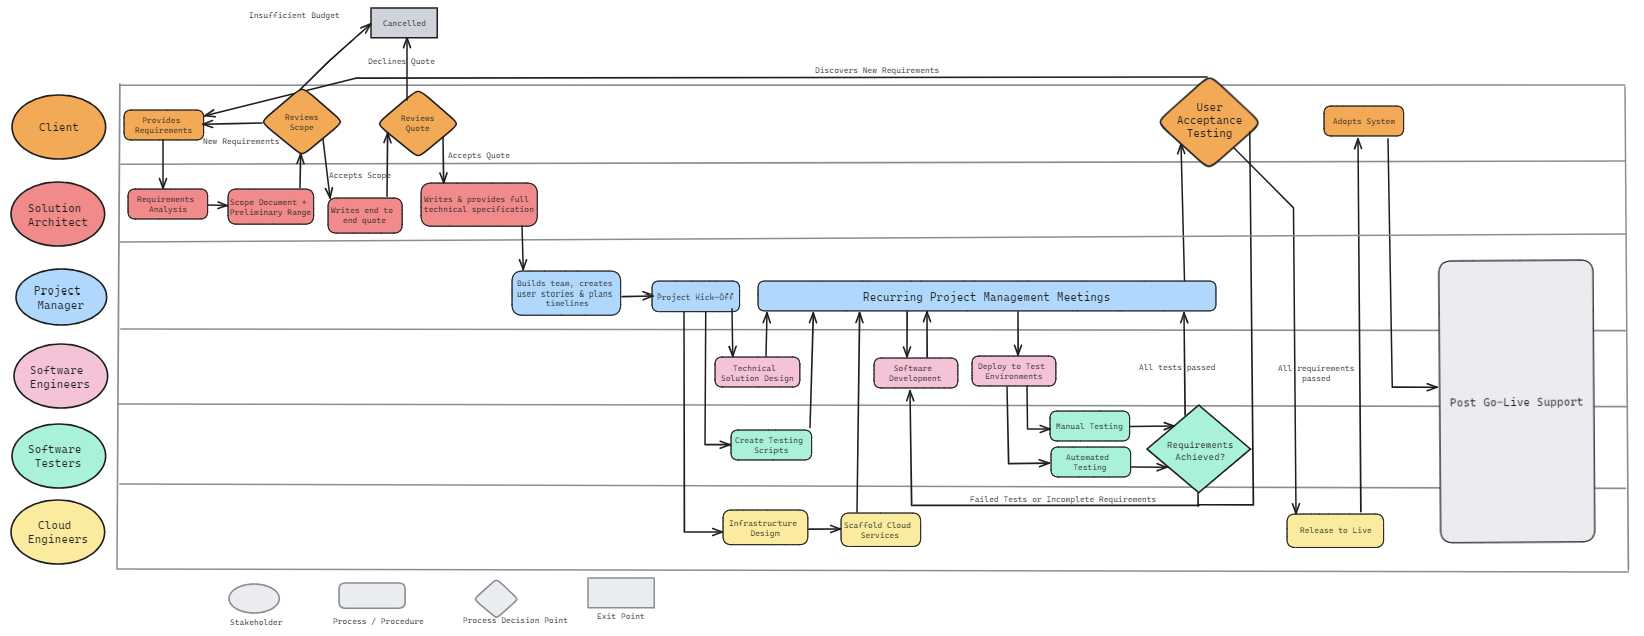 Insufficient Budget
Cancelled
Declines Quote
Discovers New Requirements
Client
Provides
Requirements
Reviews
Scope
Reviews
Quote
User
Acceptance
Testing
Adopts System
New Requirements
Accepts Quote
Accepts Scope
Solution
Architect
Requirements
Analysis
Scope Document +
Preliminary Range
Writes end to
end quote
Writes & provides full
technical specification
Project
Manager
Builds team, creates
user stories & plans
timelines
Project Kick-Off
Recurring Project Management Meetings
Software
Engineers
Technical
Solution Design
Software
Development
Deploy to Test
Environments
All tests passed
All requirements
passed
Post Go-Live Support
Software
Testers
Create Testing
Scripts
Manual Testing
Automated
Testing
Requirements
Achieved?
Failed Tests or Incomplete Requirements
Cloud
Engineers
Infrastructure
Design
Scaffold Cloud
Services
Release to Live
Stakeholder
Process / Procedure
Process Decision Point
Exit Point